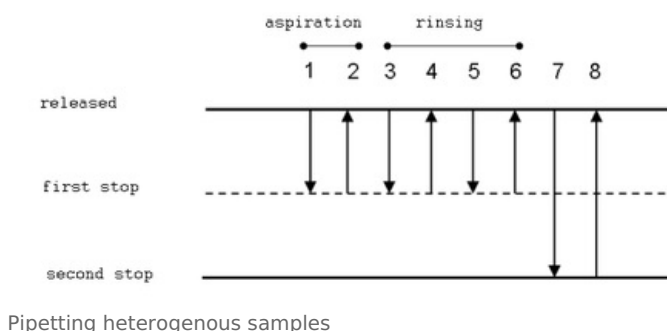 aspiration rinsing
1 2 3 4 5 6 7 8
released
first stop
second stop
Pipetting heterogenous samples